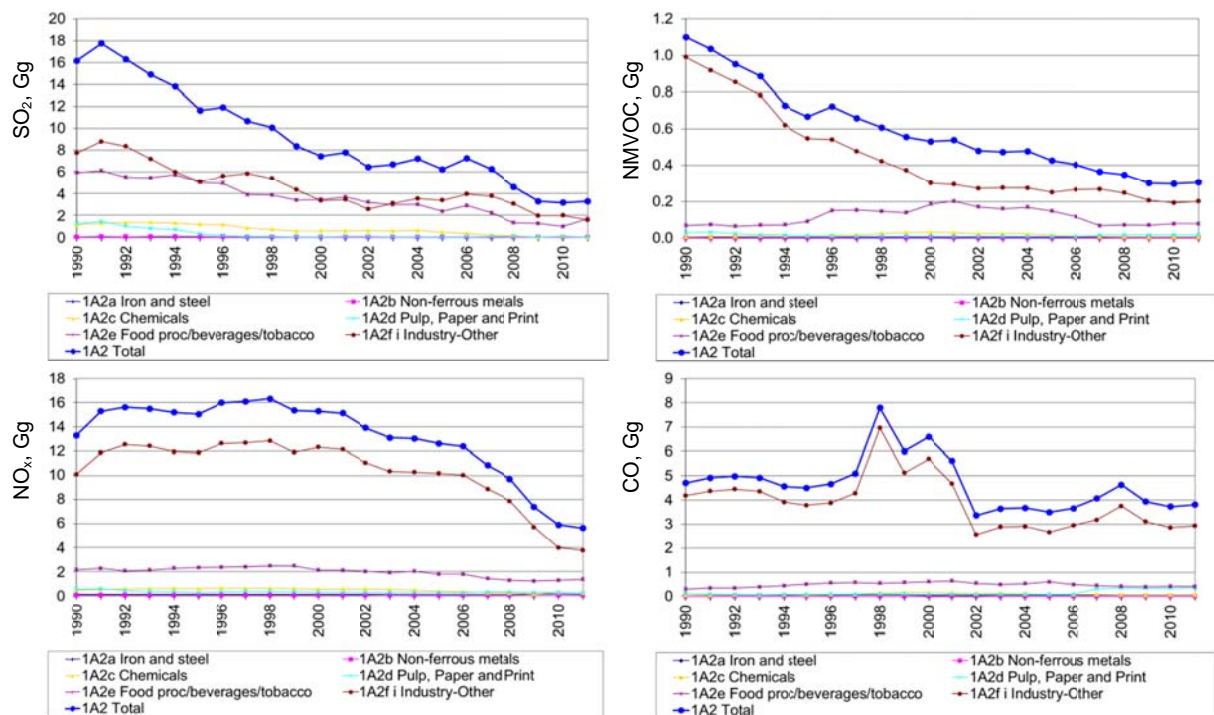 SO₂, Gg
20
18
16
14
12
10
8
6
4
2
0
1990
1992
1994
1996
1998
2000
2002
2004
2006
2008
2010
1A2a Iron and steel
1A2b Non-ferrous metals
1A2c Chemicals
1A2d Pulp, Paper and Print
1A2e Food proc/beverages/tobacco
1A2f i Industry-Other
1A2 Total
NMVOC, Gg
1.2
1.0
0.8
0.6
0.4
0.2
0.0
1990
1992
1994
1996
1998
2000
2002
2004
2006
2008
2010
1A2a Iron and steel
1A2b Non-ferrous metals
1A2c Chemicals
1A2d Pulp, Paper and Print
1A2e Food proc/beverages/tobacco
1A2f i Industry-Other
1A2 Total
NOₓ, Gg
18
16
14
12
10
8
6
4
2
0
1990
1992
1994
1996
1998
2000
2002
2004
2006
2008
2010
1A2a Iron and steel
1A2b Non-ferrous metals
1A2c Chemicals
1A2d Pulp, Paper and Print
1A2e Food proc/beverages/tobacco
1A2f i Industry-Other
1A2 Total
CO, Gg
9
8
7
6
5
4
3
2
1
0
1990
1992
1994
1996
1998
2000
2002
2004
2006
2008
2010
1A2a Iron and steel
1A2b Non-ferrous metals
1A2c Chemicals
1A2d Pulp, Paper and Print
1A2e Food proc/beverages/tobacco
1A2f i Industry-Other
1A2 Total